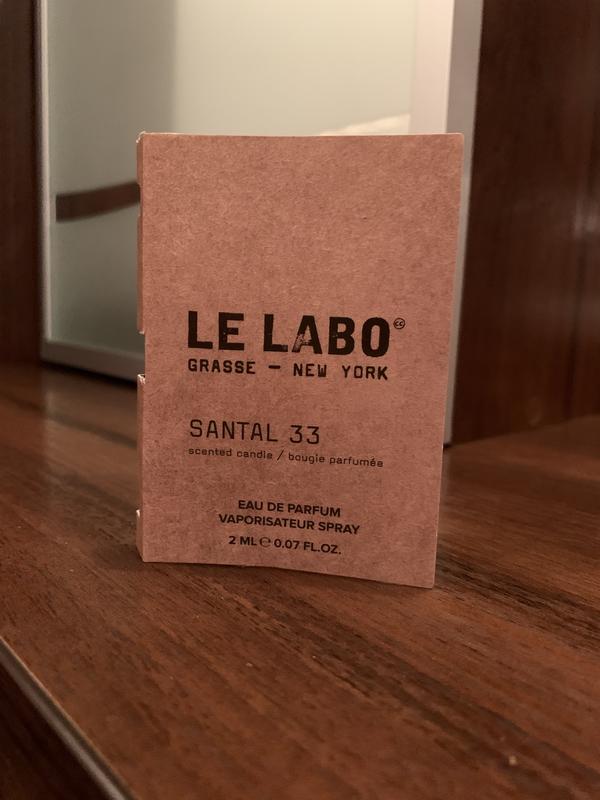 LE LABO
GRASSE — NEW YORK
SANTAL 33
scented candle / bougie parfumée
EAU DE PARFUM
VAPORISATEUR SPRAY
2 ML ℮ 0.07 FL.OZ.